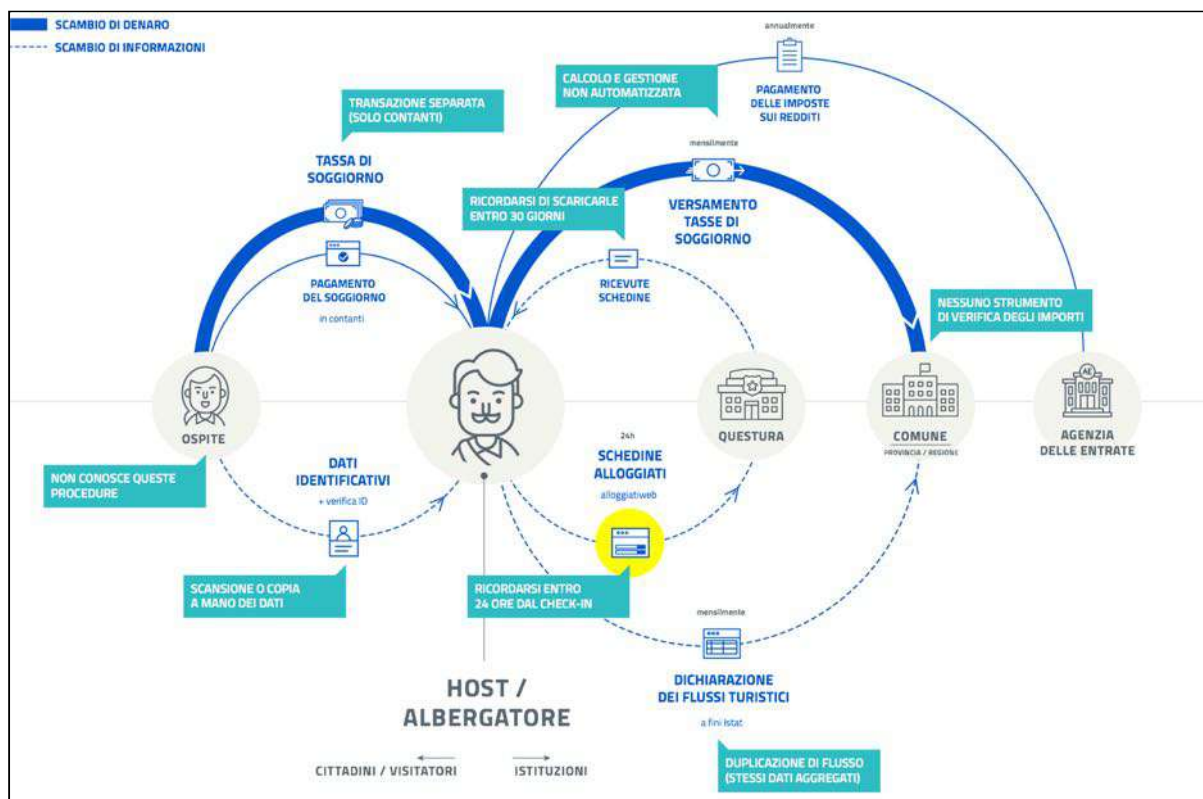 SCAMBIO DI DENARO
SCAMBIO DI INFORMAZIONI
annualmente
PAGAMENTO
DELLE IMPOSTE
SUI REDDITI
CALCOLO E GESTIONE
NON AUTOMATIZZATA
TRANSAZIONE SEPARATA
(SOLO CONTANTI)
TASSA DI
SOGGIORNO
mensilmente
VERSAMENTO
TASSE DI
SOGGIORNO
RICORDARSI DI SCARICARLE
ENTRO 30 GIORNI
PAGAMENTO
DEL SOGGIORNO
in contanti
RICEVUTE
SCHEDINE
NESSUNO STRUMENTO
DI VERIFICA DEGLI IMPORTI
OSPITE
QUESTURA
COMUNE
PROVINCIA / REGIONE
AE
AGENZIA
DELLE ENTRATE
NON CONOSCE QUESTE
PROCEDURE
DATI
IDENTIFICATIVI
+ verifica ID
24h
SCHEDINE
ALLOGGIATI
alloggiatiweb
SCANSIONE O COPIA
A MANO DEI DATI
RICORDARSI ENTRO
24 ORE DAL CHECK-IN
mensilmente
DICHIARAZIONE
DEI FLUSSI TURISTICI
a fini Istat
HOST /
ALBERGATORE
CITTADINI / VISITATORI
ISTITUZIONI
DUPLICAZIONE DI FLUSSO
(STESSI DATI AGGREGATI)